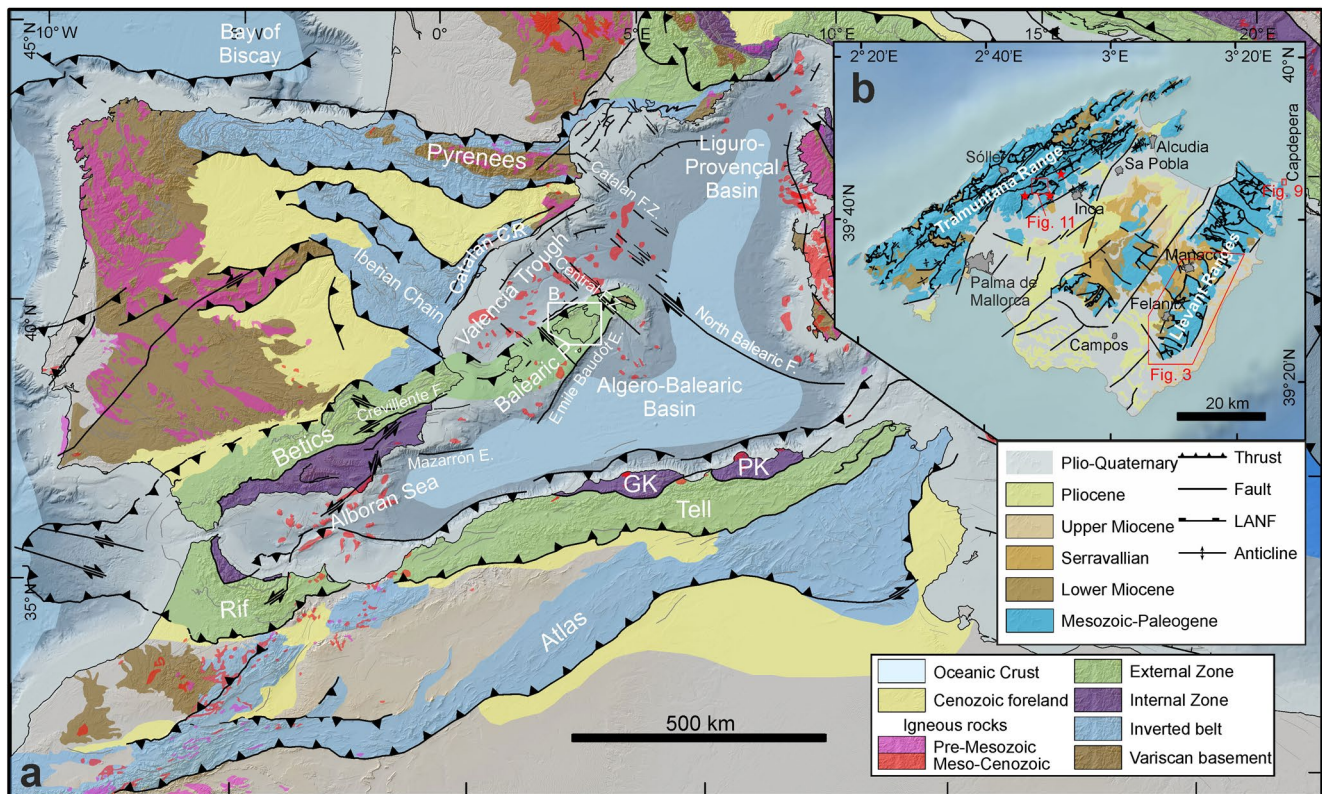 10° W
5° W
0°
5° E
10° E
15° E
45° N
40° N
35° N
Bay of
Biscay
Pyrenees
Liguro-
Provençal
Basin
Catalan F.Z.
Catalan C.R.
Valencia Trough
Central
Iberian Chain
B.
North Balearic F.
Balearic P.
Emile Baudot E.
Algero-Balearic
Basin
Crevillente F.
Betics
Mazarrón E.
Alboran Sea
GK
PK
Tell
Rif
Atlas
500 km
a
b
2° 20'
2° 40'
3° E
3° 20'
40° N
39° 40'
39° 20'
Sóller
Tramuntana Range
Alcudia
Sa Pobla
Capdepera
Fig. 9
Inca
Fig. 11
Palma de
Mallorca
Manacor
Felanitx
Levant Ranges
Campos
Fig. 3
20 km
Plio-Quaternary
Pliocene
Upper Miocene
Serravallian
Lower Miocene
Mesozoic-Paleogene
Thrust
Fault
LANF
Anticline
Oceanic Crust
Cenozoic foreland
Igneous rocks
Pre-Mesozoic
Meso-Cenozoic
External Zone
Internal Zone
Inverted belt
Variscan basement